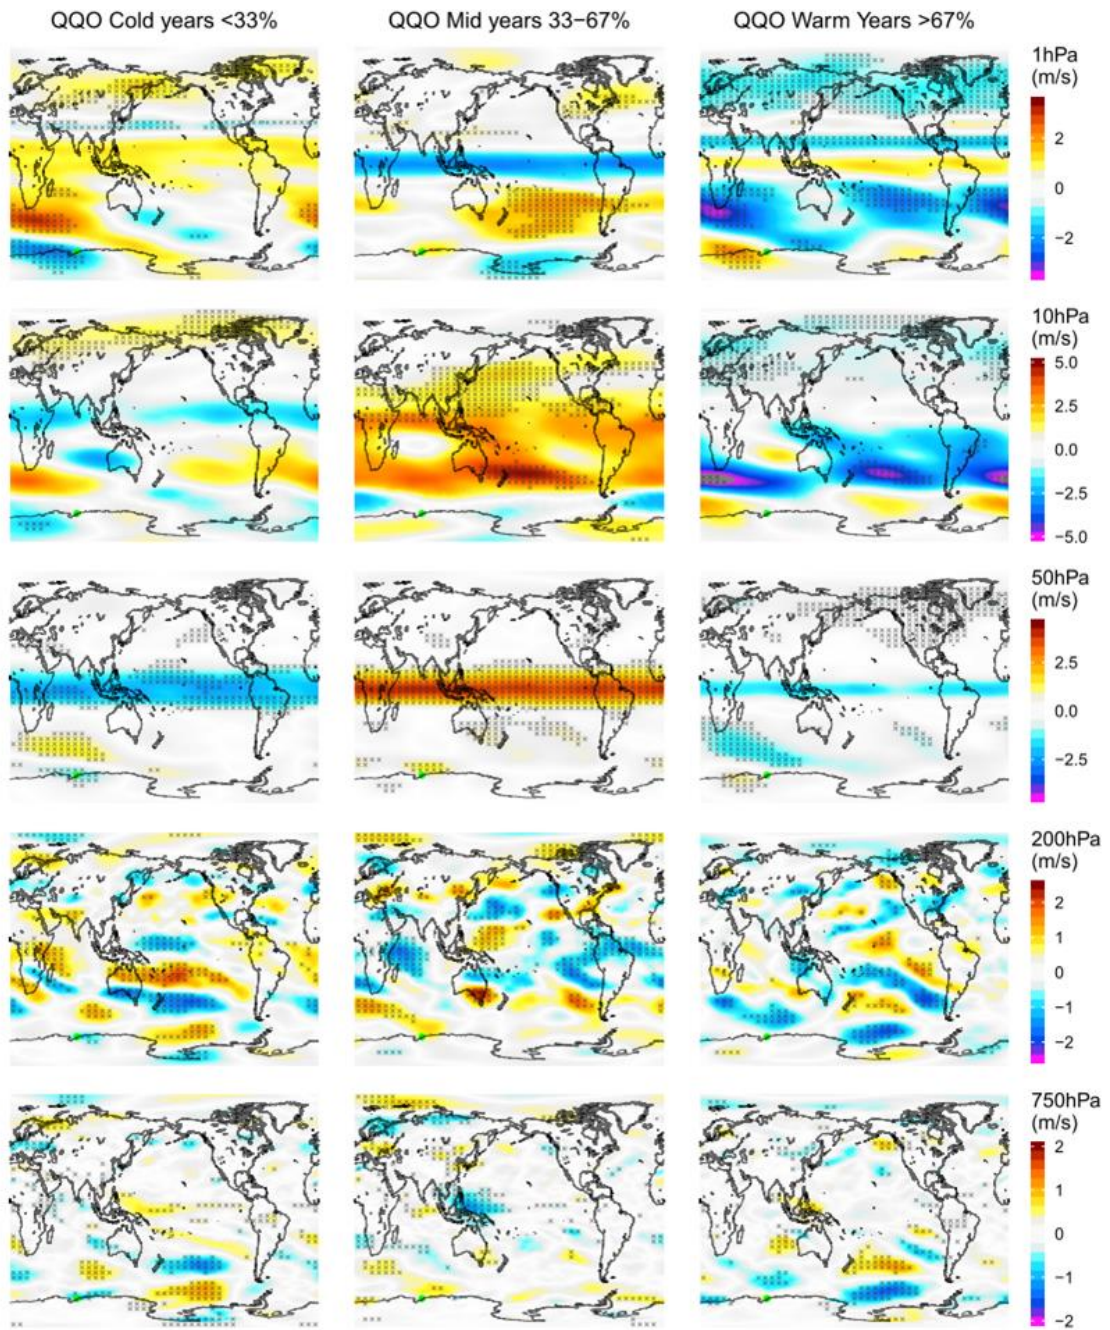 QQO Cold years <33%
QQO Mid years 33−67%
QQO Warm Years >67%
1hPa
(m/s)
2
0
−2
10hPa
(m/s)
5.0
2.5
0.0
−2.5
−5.0
50hPa
(m/s)
2.5
0.0
−2.5
200hPa
(m/s)
2
1
0
−1
−2
750hPa
(m/s)
2
1
0
−1
−2